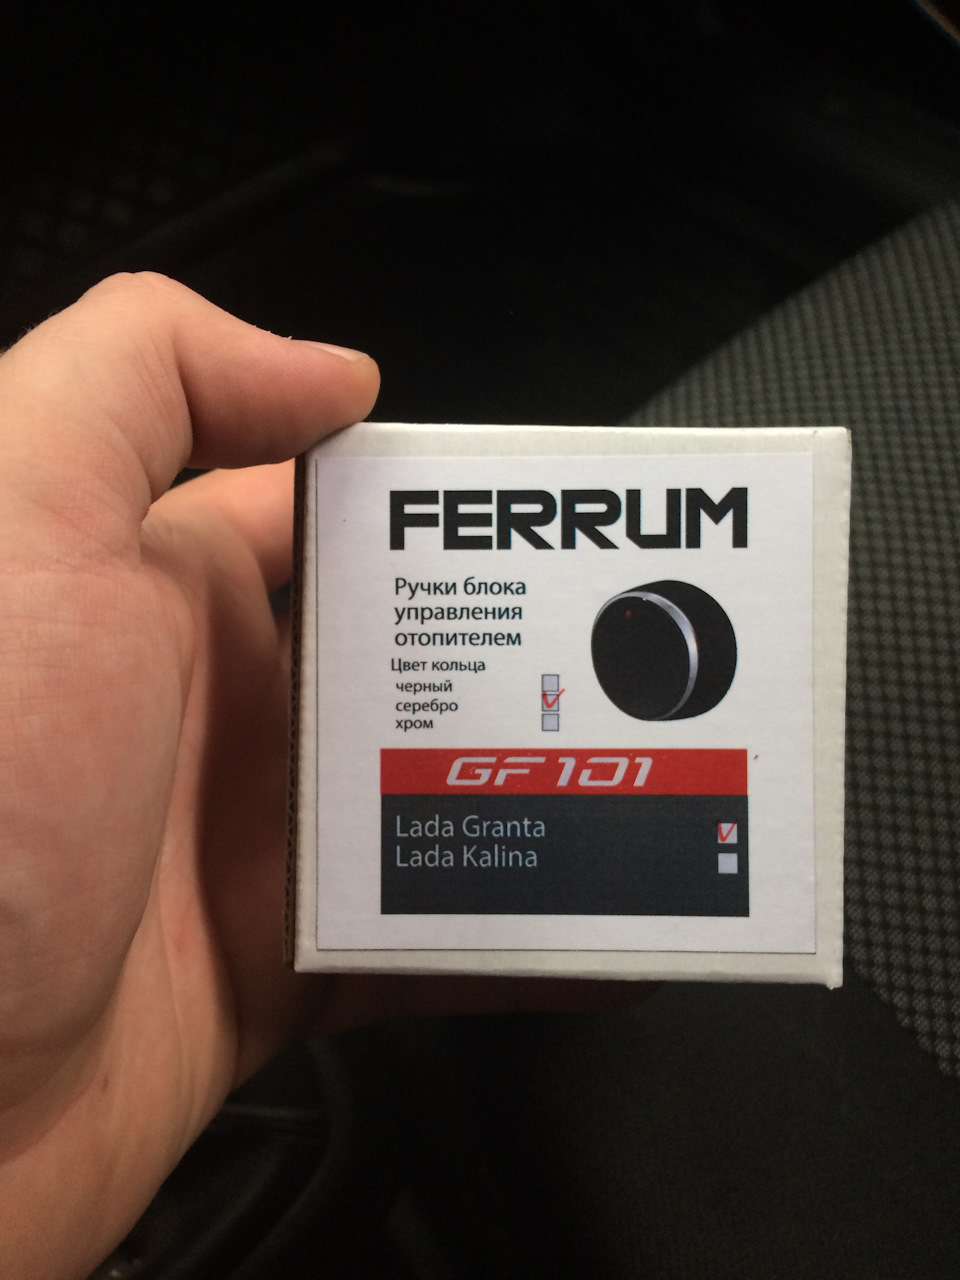 FERRUM
Ручки блока
управления
отопителем
Цвет кольца
черный
серебро
хром
GF 101
Lada Granta
Lada Kalina